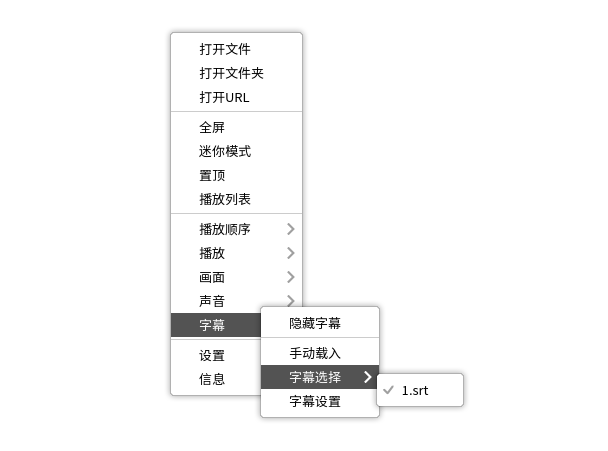 打开文件
打开文件夹
打开URL
全屏
迷你模式
置顶
播放列表
播放顺序
播放
画面
声音
字幕
设置
信息
隐藏字幕
手动载入
字幕选择
字幕设置
1.srt